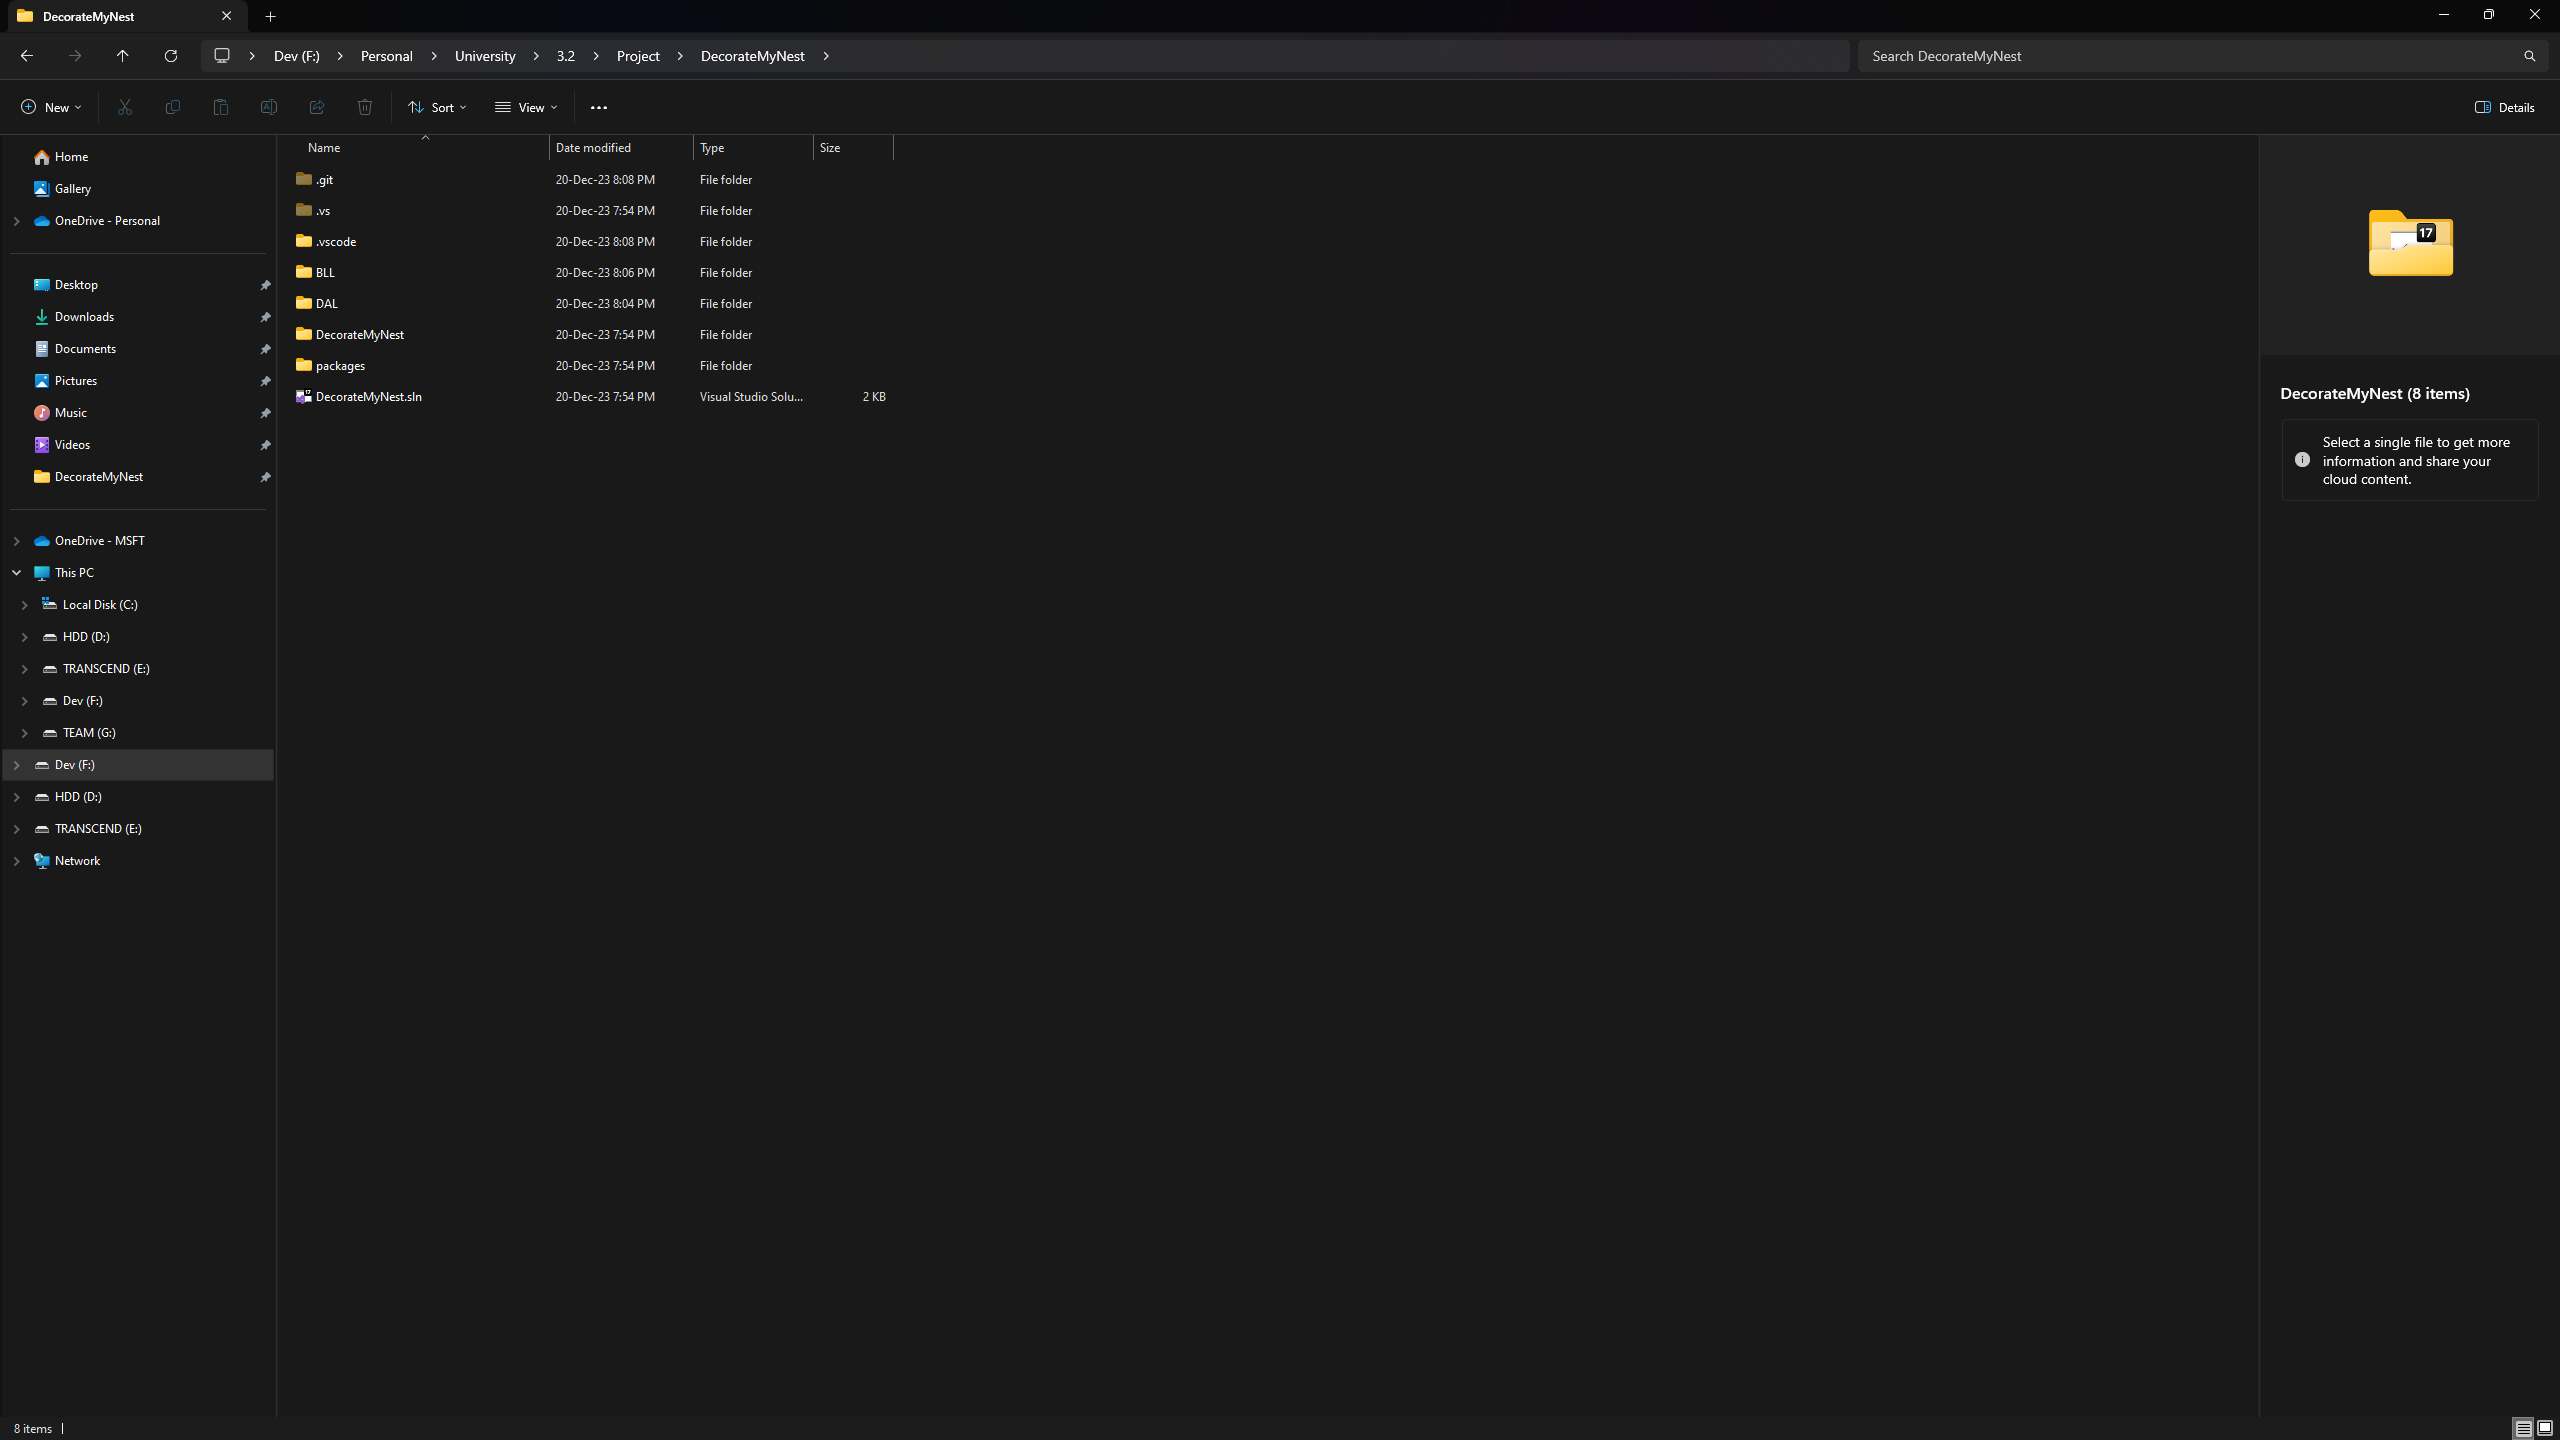 DecorateMyNest
Dev (F:) Personal University 3.2 Project DecorateMyNest
Search DecorateMyNest
New Sort View Details
Name Date modified Type Size
.git 20-Dec-23 8:08 PM File folder
.vs 20-Dec-23 7:54 PM File folder
.vscode 20-Dec-23 8:08 PM File folder
BLL 20-Dec-23 8:06 PM File folder
DAL 20-Dec-23 8:04 PM File folder
DecorateMyNest 20-Dec-23 7:54 PM File folder
packages 20-Dec-23 7:54 PM File folder
DecorateMyNest.sln 20-Dec-23 7:54 PM Visual Studio Solu... 2 KB
Home
Gallery
OneDrive - Personal
Desktop
Downloads
Documents
Pictures
Music
Videos
DecorateMyNest
OneDrive - MSFT
This PC
Local Disk (C:)
HDD (D:)
TRANSCEND (E:)
Dev (F:)
TEAM (G:)
Dev (F:)
HDD (D:)
TRANSCEND (E:)
Network
17
DecorateMyNest (8 items)
Select a single file to get more
information and share your
cloud content.
8 items